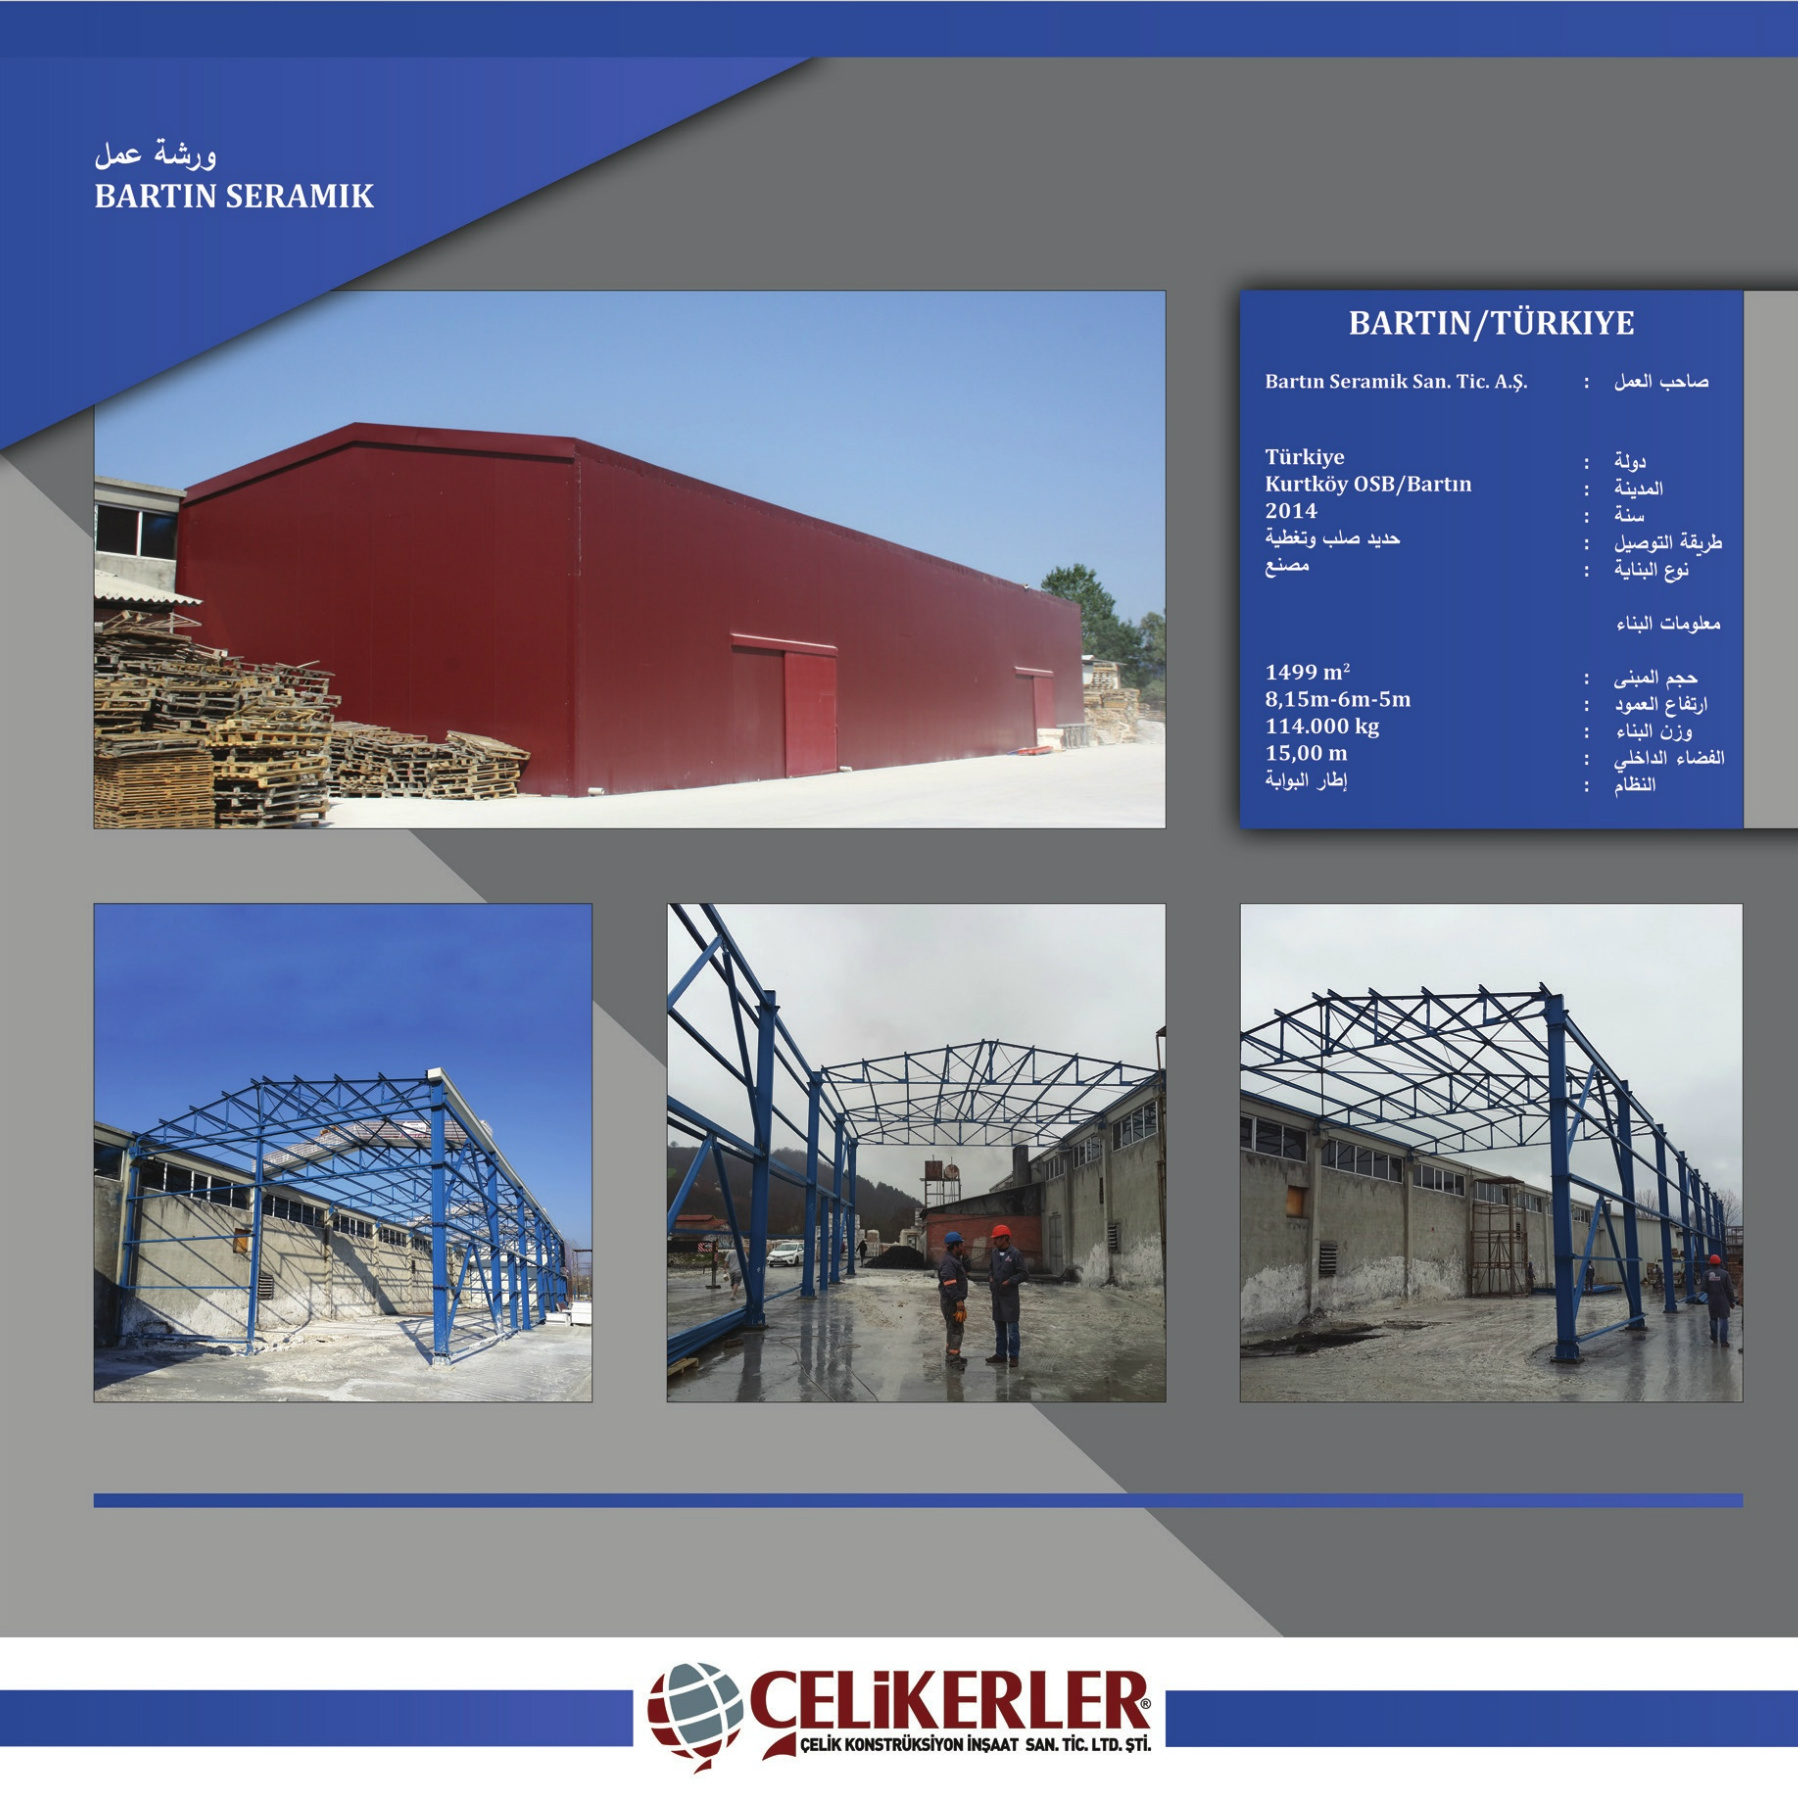 ورشة عمل
BARTIN SERAMIK
BARTIN/TÜRKIYE
صاحب العمل : Bartın Seramik San. Tic. A.Ş.
دولة : Türkiye
المدينة : Kurtköy OSB/Bartın
سنة : 2014
طريقة التوصيل : حديد صلب وتغطية
نوع البناية : مصنع
معلومات البناء
حجم المبنى : 1499 m²
ارتفاع العمود : 8,15m-6m-5m
وزن البناء : 114.000 kg
الفضاء الداخلي : 15,00 m
النظام : إطار البوابة
ÇELiKERLER®
ÇELİK KONSTRÜKSİYON İNŞAAT SAN. TİC. LTD. ŞTİ.